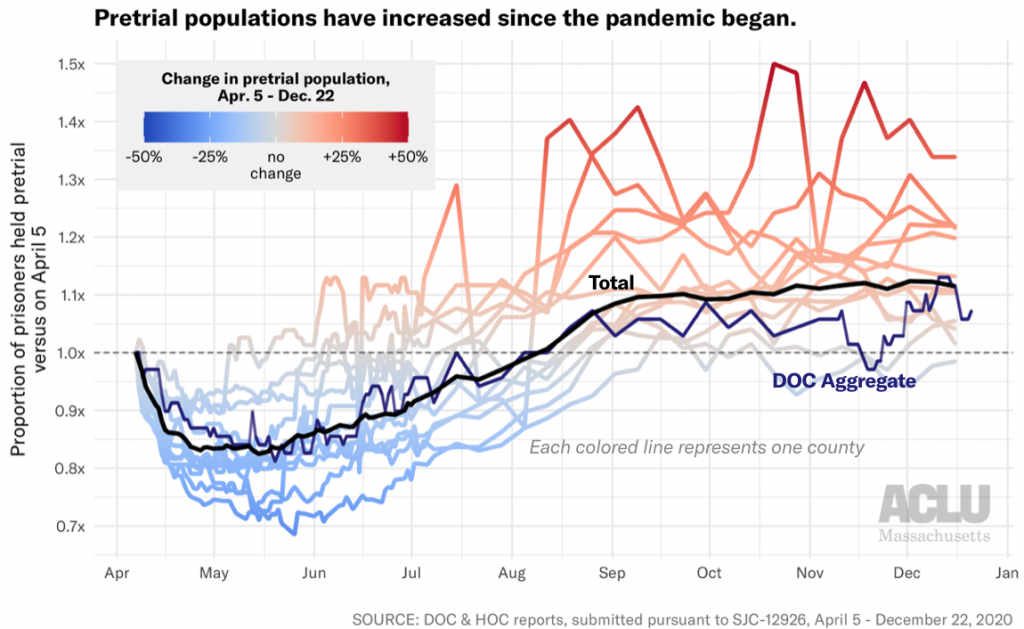 Pretrial populations have increased since the pandemic began.
Change in pretrial population,
Apr. 5 - Dec. 22
-50%
-25%
no
change
+25%
+50%
Proportion of prisoners held pretrial
versus on April 5
1.5x
1.4x
1.3x
1.2x
1.1x
1.0x
0.9x
0.8x
0.7x
Total
DOC Aggregate
Each colored line represents one county
ACLU
Massachusetts
Apr
May
Jun
Jul
Aug
Sep
Oct
Nov
Dec
Jan
SOURCE: DOC & HOC reports, submitted pursuant to SJC-12926, April 5 - December 22, 2020